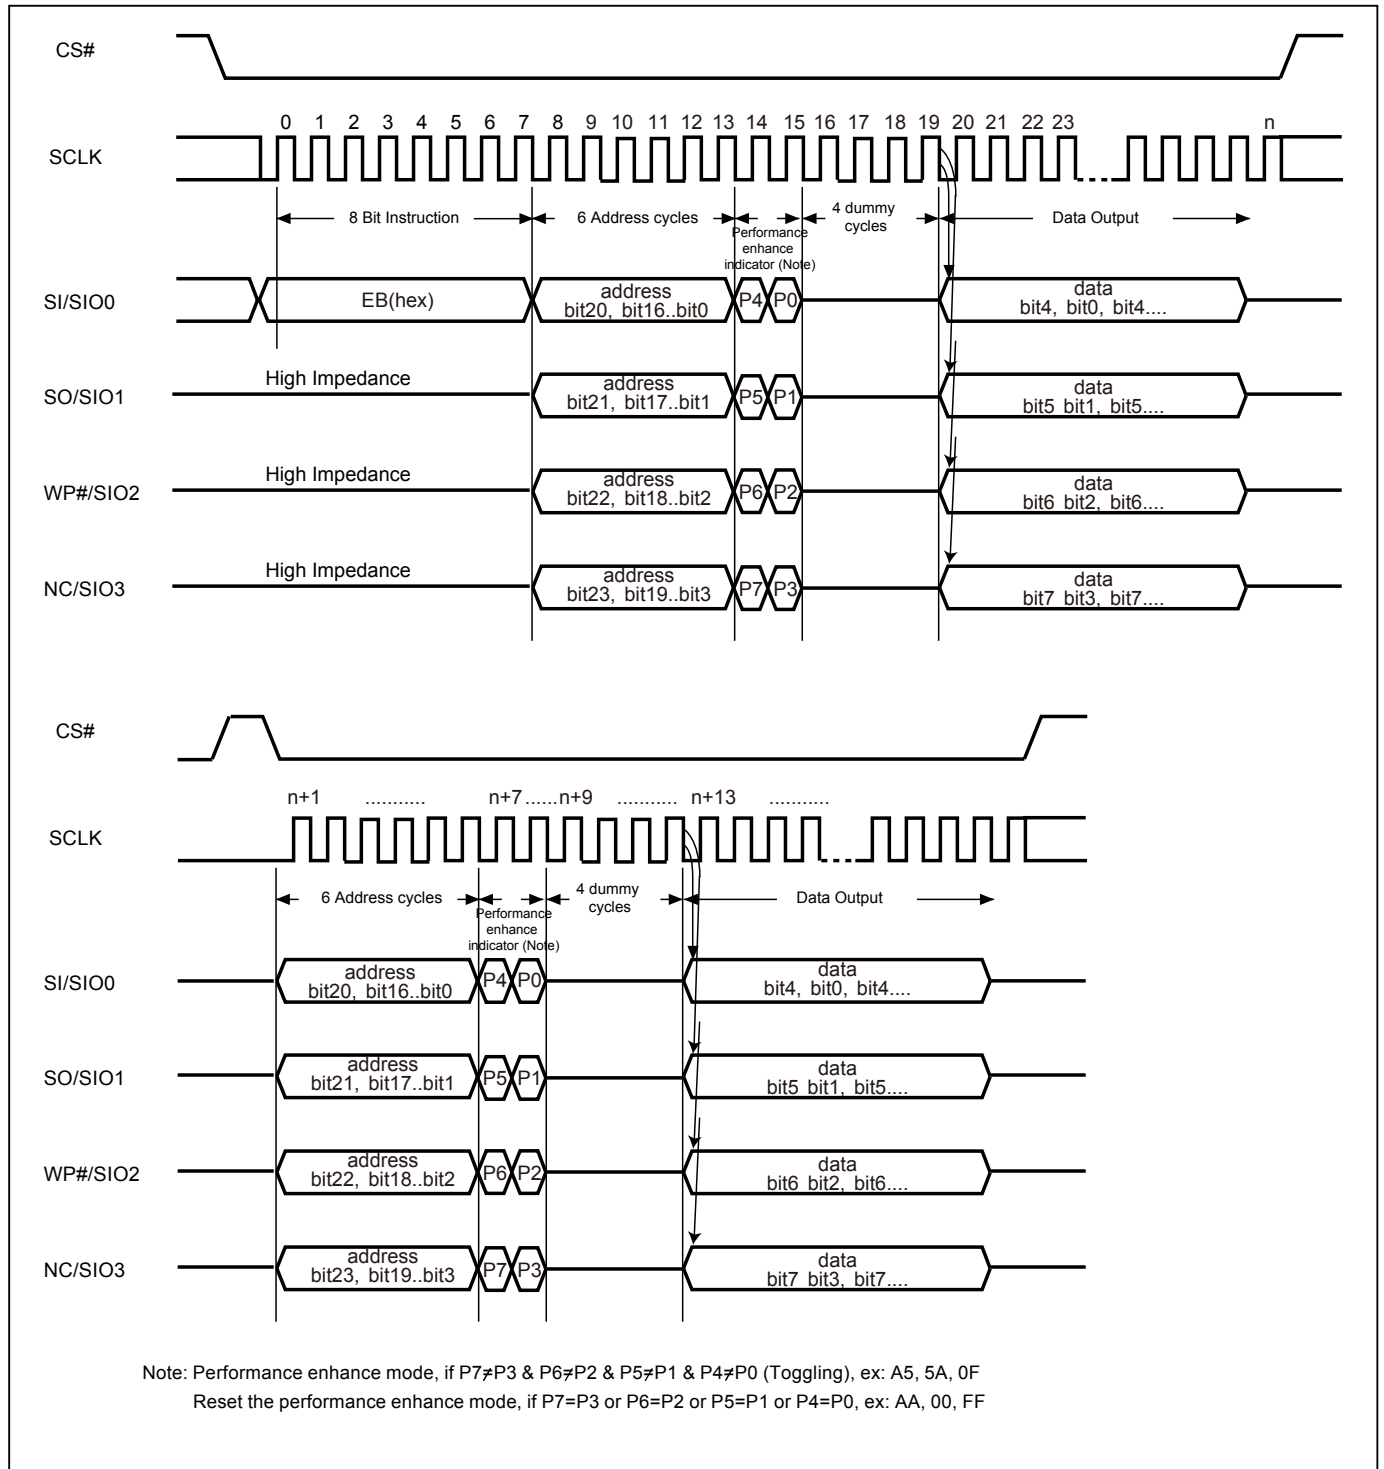 CS#
0 1 2 3 4 5 6 7 8 9 10 11 12 13 14 15 16 17 18 19 20 21 22 23 n
SCLK
8 Bit Instruction 6 Address cycles 4 dummy cycles Data Output
Performance enhance indicator (Note)
SI/SIO0 EB(hex) address bit20, bit16..bit0 P4 P0 data bit4, bit0, bit4....
SO/SIO1 High Impedance address bit21, bit17..bit1 P5 P1 data bit5 bit1, bit5....
WP#/SIO2 High Impedance address bit22, bit18..bit2 P6 P2 data bit6 bit2, bit6....
NC/SIO3 High Impedance address bit23, bit19..bit3 P7 P3 data bit7 bit3, bit7....
CS#
n+1 ........... n+7 ......n+9 ........... n+13 ...........
SCLK
6 Address cycles 4 dummy cycles Data Output
Performance enhance indicator (Note)
SI/SIO0 address bit20, bit16..bit0 P4 P0 data bit4, bit0, bit4....
SO/SIO1 address bit21, bit17..bit1 P5 P1 data bit5 bit1, bit5....
WP#/SIO2 address bit22, bit18..bit2 P6 P2 data bit6 bit2, bit6....
NC/SIO3 address bit23, bit19..bit3 P7 P3 data bit7 bit3, bit7....
Note: Performance enhance mode, if P7≠P3 & P6≠P2 & P5≠P1 & P4≠P0 (Toggling), ex: A5, 5A, 0F
Reset the performance enhance mode, if P7=P3 or P6=P2 or P5=P1 or P4=P0, ex: AA, 00, FF